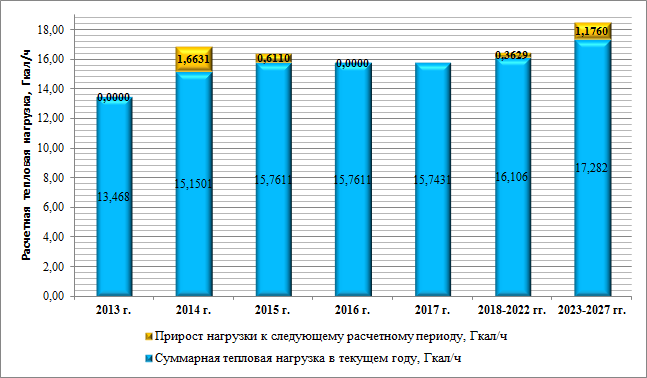 Расчетная тепловая нагрузка, Гкал/ч
18,00
16,00
14,00
12,00
10,00
8,00
6,00
4,00
2,00
0,00
0,0000
1,6631
0,6110
0,0000
0,3629
1,1760
13,468
15,1501
15,7611
15,7611
15,7431
16,106
17,282
2013 г.
2014 г.
2015 г.
2016 г.
2017 г.
2018-2022 гг.
2023-2027 гг.
Прирост нагрузки к следующему расчетному периоду, Гкал/ч
Суммарная тепловая нагрузка в текущем году, Гкал/ч